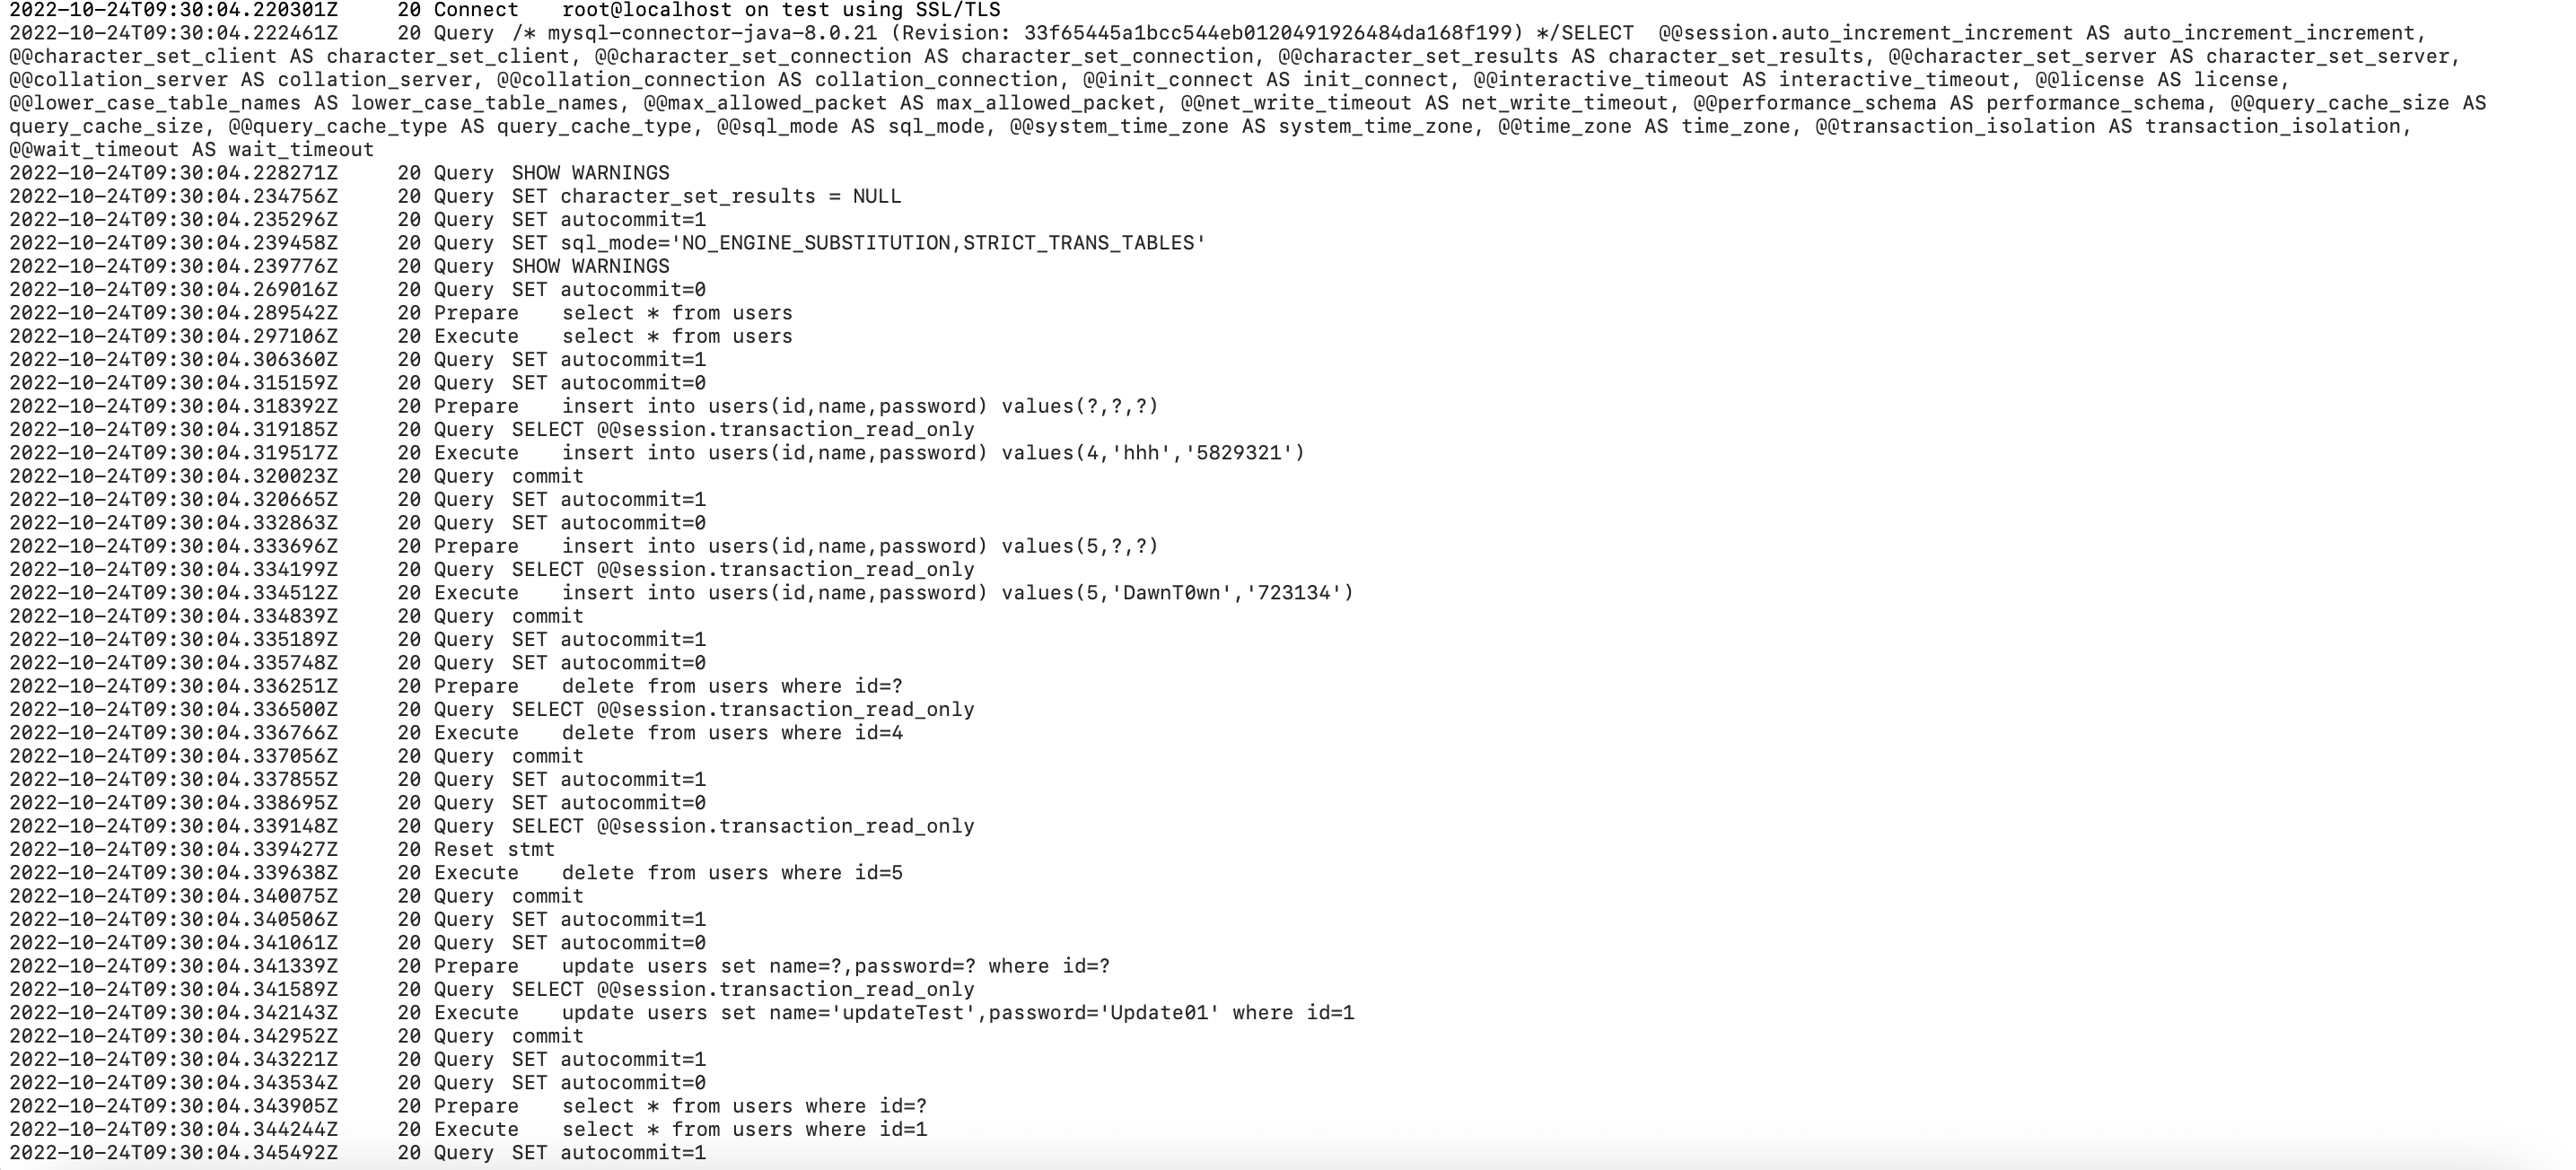 2022-10-24T09:30:04.220301Z 20 Connect root@localhost on test using SSL/TLS
2022-10-24T09:30:04.222461Z 20 Query /* mysql-connector-java-8.0.21 (Revision: 33f65445a1bcc544eb0120491926484da168f199) */SELECT @@session.auto_increment_increment AS auto_increment_increment,
@@character_set_client AS character_set_client, @@character_set_connection AS character_set_connection, @@character_set_results AS character_set_results, @@character_set_server AS character_set_server,
@@collation_server AS collation_server, @@collation_connection AS collation_connection, @@init_connect AS init_connect, @@interactive_timeout AS interactive_timeout, @@license AS license,
@@lower_case_table_names AS lower_case_table_names, @@max_allowed_packet AS max_allowed_packet, @@net_write_timeout AS net_write_timeout, @@performance_schema AS performance_schema, @@query_cache_size AS
query_cache_size, @@query_cache_type AS query_cache_type, @@sql_mode AS sql_mode, @@system_time_zone AS system_time_zone, @@time_zone AS time_zone, @@transaction_isolation AS transaction_isolation,
@@wait_timeout AS wait_timeout
2022-10-24T09:30:04.228271Z 20 Query SHOW WARNINGS
2022-10-24T09:30:04.234756Z 20 Query SET character_set_results = NULL
2022-10-24T09:30:04.235296Z 20 Query SET autocommit=1
2022-10-24T09:30:04.239458Z 20 Query SET sql_mode='NO_ENGINE_SUBSTITUTION,STRICT_TRANS_TABLES'
2022-10-24T09:30:04.239776Z 20 Query SHOW WARNINGS
2022-10-24T09:30:04.269016Z 20 Query SET autocommit=0
2022-10-24T09:30:04.289542Z 20 Prepare select * from users
2022-10-24T09:30:04.297106Z 20 Execute select * from users
2022-10-24T09:30:04.306360Z 20 Query SET autocommit=1
2022-10-24T09:30:04.315159Z 20 Query SET autocommit=0
2022-10-24T09:30:04.318392Z 20 Prepare insert into users(id,name,password) values(?,?,?)
2022-10-24T09:30:04.319185Z 20 Query SELECT @@session.transaction_read_only
2022-10-24T09:30:04.319517Z 20 Execute insert into users(id,name,password) values(4,'hhh','5829321')
2022-10-24T09:30:04.320023Z 20 Query commit
2022-10-24T09:30:04.320665Z 20 Query SET autocommit=1
2022-10-24T09:30:04.332863Z 20 Query SET autocommit=0
2022-10-24T09:30:04.333696Z 20 Prepare insert into users(id,name,password) values(5,?,?)
2022-10-24T09:30:04.334199Z 20 Query SELECT @@session.transaction_read_only
2022-10-24T09:30:04.334512Z 20 Execute insert into users(id,name,password) values(5,'DawnT0wn','723134')
2022-10-24T09:30:04.334839Z 20 Query commit
2022-10-24T09:30:04.335189Z 20 Query SET autocommit=1
2022-10-24T09:30:04.335748Z 20 Query SET autocommit=0
2022-10-24T09:30:04.336251Z 20 Prepare delete from users where id=?
2022-10-24T09:30:04.336500Z 20 Query SELECT @@session.transaction_read_only
2022-10-24T09:30:04.336766Z 20 Execute delete from users where id=4
2022-10-24T09:30:04.337056Z 20 Query commit
2022-10-24T09:30:04.337855Z 20 Query SET autocommit=1
2022-10-24T09:30:04.338695Z 20 Query SET autocommit=0
2022-10-24T09:30:04.339148Z 20 Query SELECT @@session.transaction_read_only
2022-10-24T09:30:04.339427Z 20 Reset stmt
2022-10-24T09:30:04.339638Z 20 Execute delete from users where id=5
2022-10-24T09:30:04.340075Z 20 Query commit
2022-10-24T09:30:04.340506Z 20 Query SET autocommit=1
2022-10-24T09:30:04.341061Z 20 Query SET autocommit=0
2022-10-24T09:30:04.341339Z 20 Prepare update users set name=?,password=? where id=?
2022-10-24T09:30:04.341589Z 20 Query SELECT @@session.transaction_read_only
2022-10-24T09:30:04.342143Z 20 Execute update users set name='updateTest',password='Update01' where id=1
2022-10-24T09:30:04.342952Z 20 Query commit
2022-10-24T09:30:04.343221Z 20 Query SET autocommit=1
2022-10-24T09:30:04.343534Z 20 Query SET autocommit=0
2022-10-24T09:30:04.343905Z 20 Prepare select * from users where id=?
2022-10-24T09:30:04.344244Z 20 Execute select * from users where id=1
2022-10-24T09:30:04.345492Z 20 Query SET autocommit=1